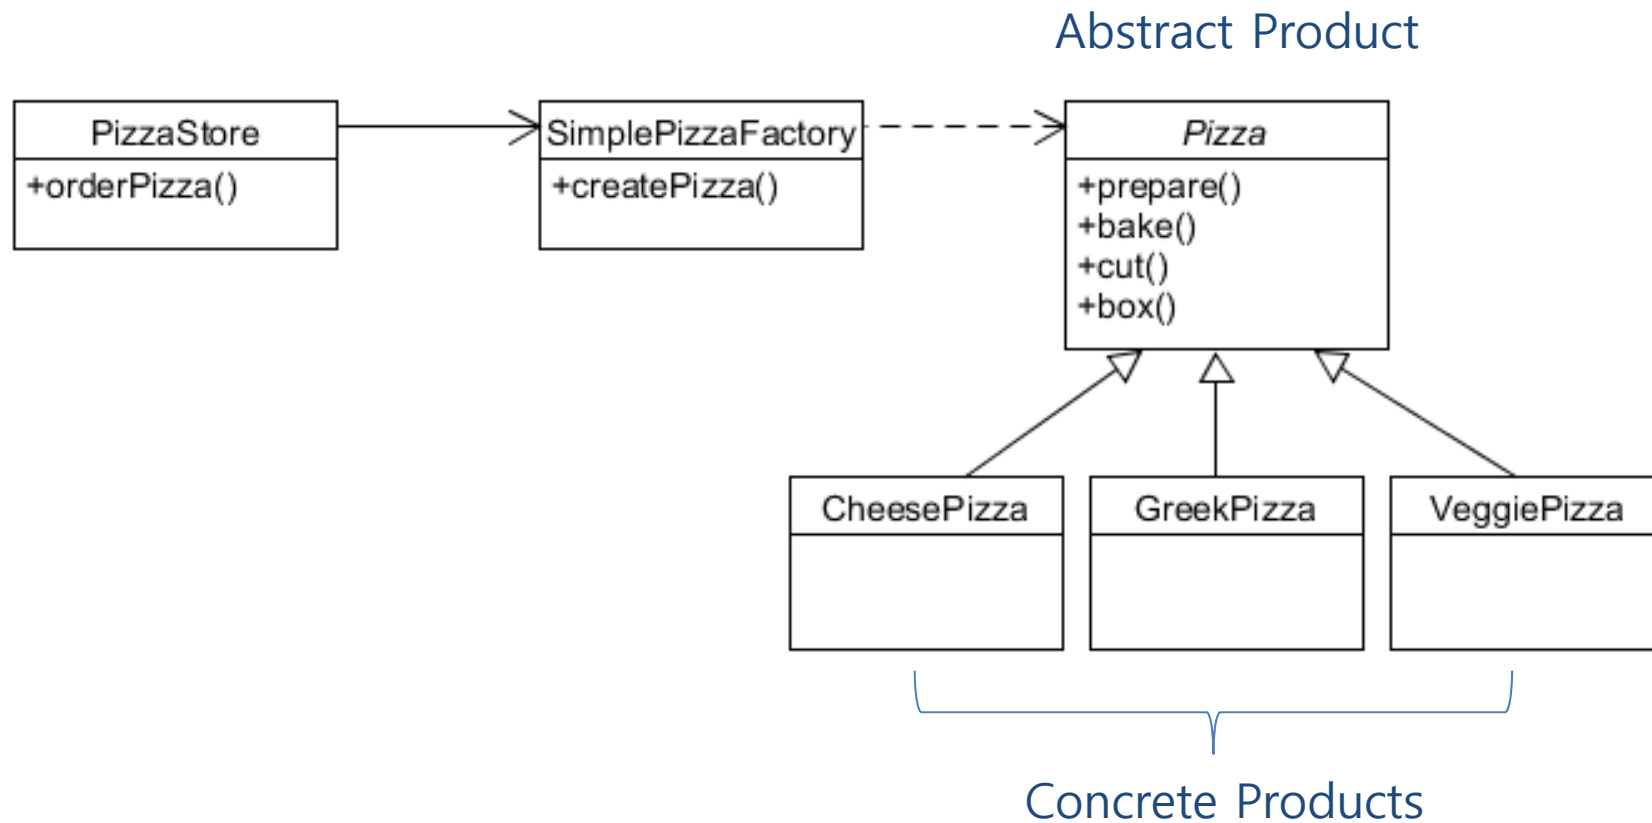 Abstract Product
PizzaStore
+orderPizza()
SimplePizzaFactory
+createPizza()
Pizza
+prepare()
+bake()
+cut()
+box()
CheesePizza
GreekPizza
VeggiePizza
Concrete Products